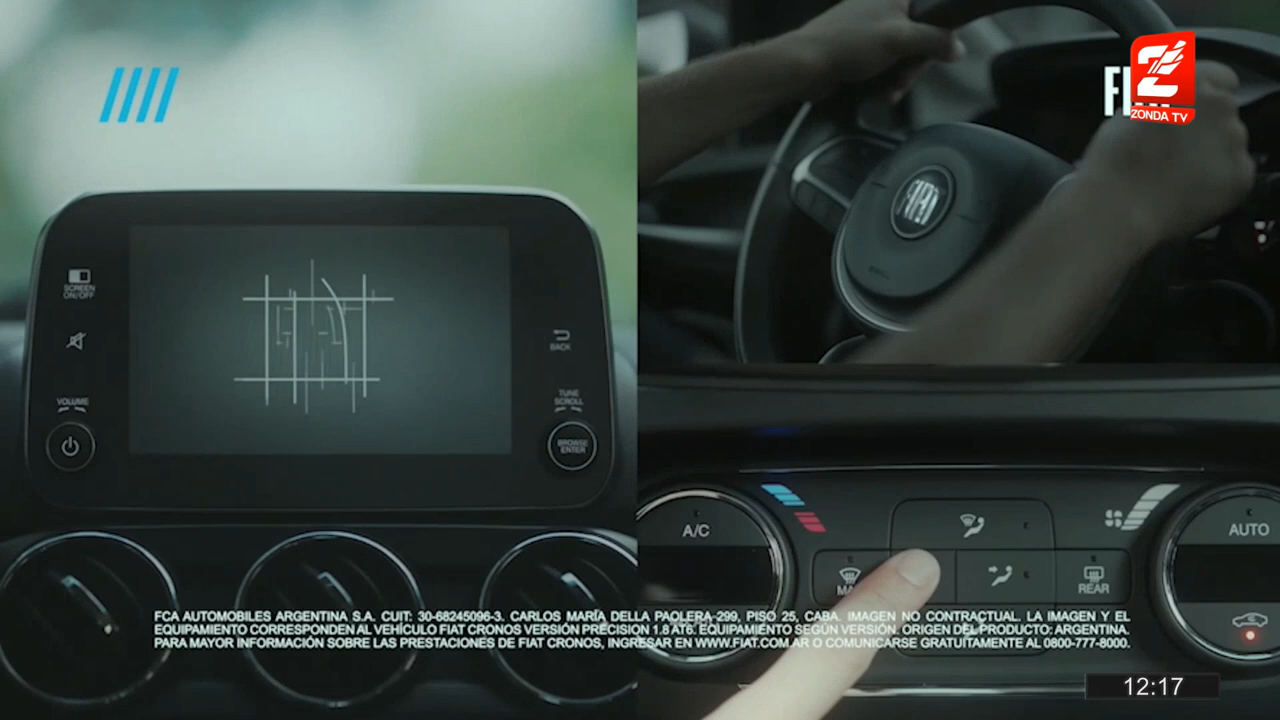 Z
ZONDA TV
FIAT
SCREEN
ON/OFF
BACK
VOLUME
TUNE
SCROLL
BROWSE
ENTER
A/C
AUTO
REAR
FCA AUTOMOBILES ARGENTINA S.A. CUIT: 30-68245096-3. CARLOS MARÍA DELLA PAOLERA 299, PISO 25, CABA. IMAGEN NO CONTRACTUAL. LA IMAGEN Y EL
EQUIPAMIENTO CORRESPONDEN AL VEHÍCULO FIAT CRONOS VERSIÓN PRECISION 1.8 AT6. EQUIPAMIENTO SEGÚN VERSIÓN. ORIGEN DEL PRODUCTO: ARGENTINA.
PARA MAYOR INFORMACIÓN SOBRE LAS PRESTACIONES DE FIAT CRONOS, INGRESAR EN WWW.FIAT.COM.AR O COMUNICARSE GRATUITAMENTE AL 0800-777-8000.
12:17